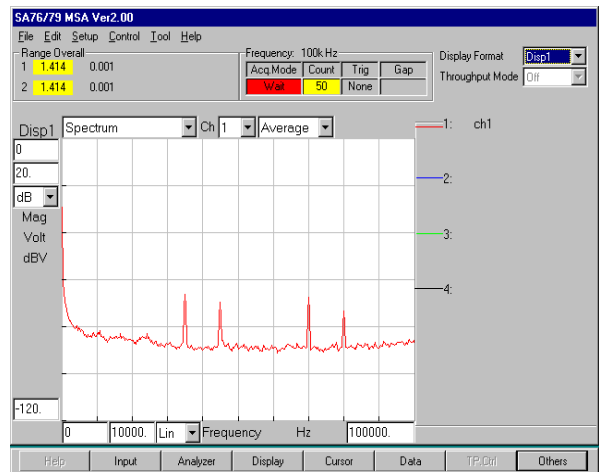 SA76/79 MSA Ver2.00
File Edit Setup Control Tool Help
Range Overall
1 1.414 0.001
2 1.414 0.001
Frequency: 100k Hz
Acq.Mode Count Trig Gap
Wait 50 None
Display Format Disp1
Throughput Mode Off
Disp1 Spectrum Ch 1 Average
0
20.
dB
Mag
Volt
dBV
-120.
1: ch1
2:
3:
4:
0 10000. Lin Frequency Hz 100000.
Help Input Analyzer Display Cursor Data TP.Ctrl Others